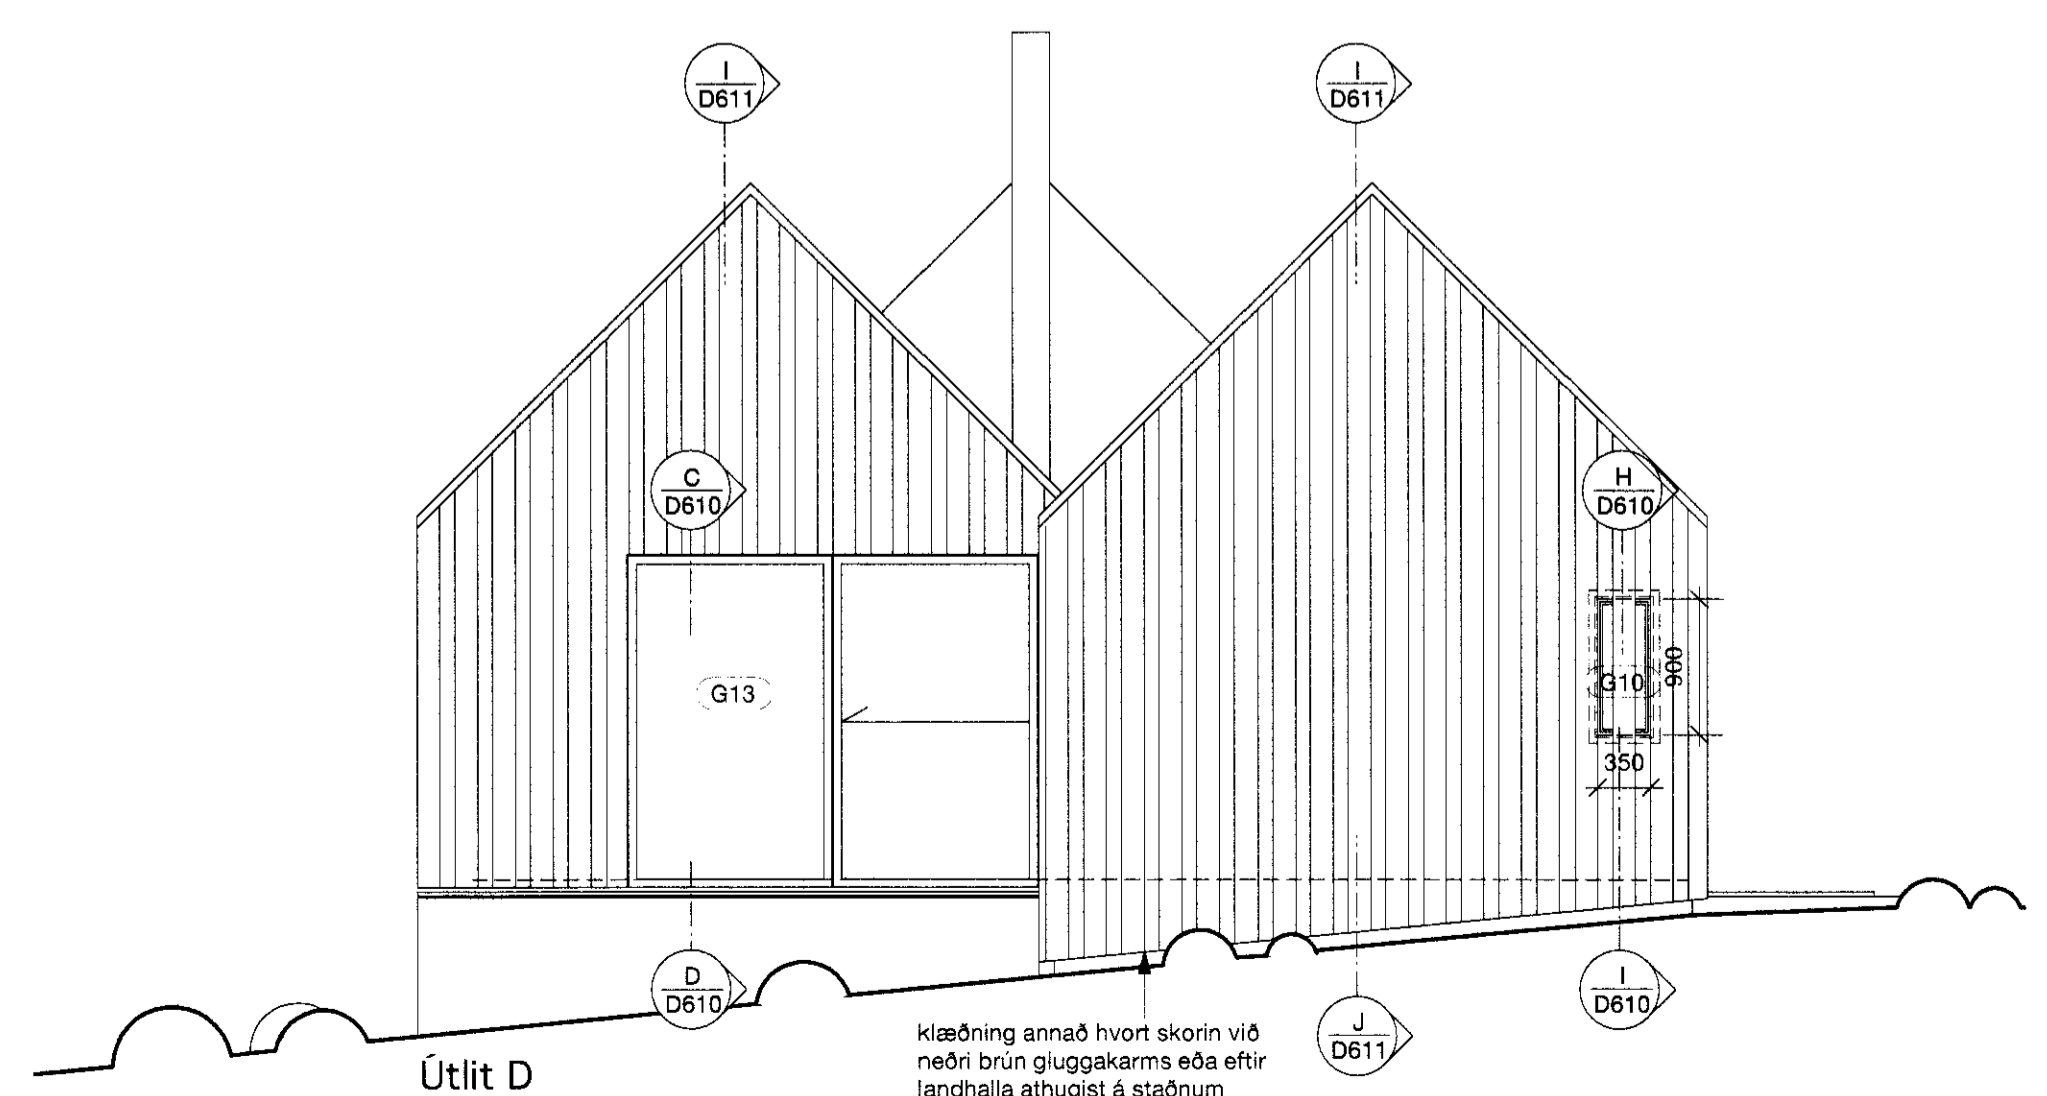 I
D611
I
D611
C
D610
H
D610
G13
G10
900
350
D
D610
I
D610
J
D611
klæðning annað hvort skorin við
neðri brún gluggakarms eða eftir
landhalla athugist á staðnum
Útlit D